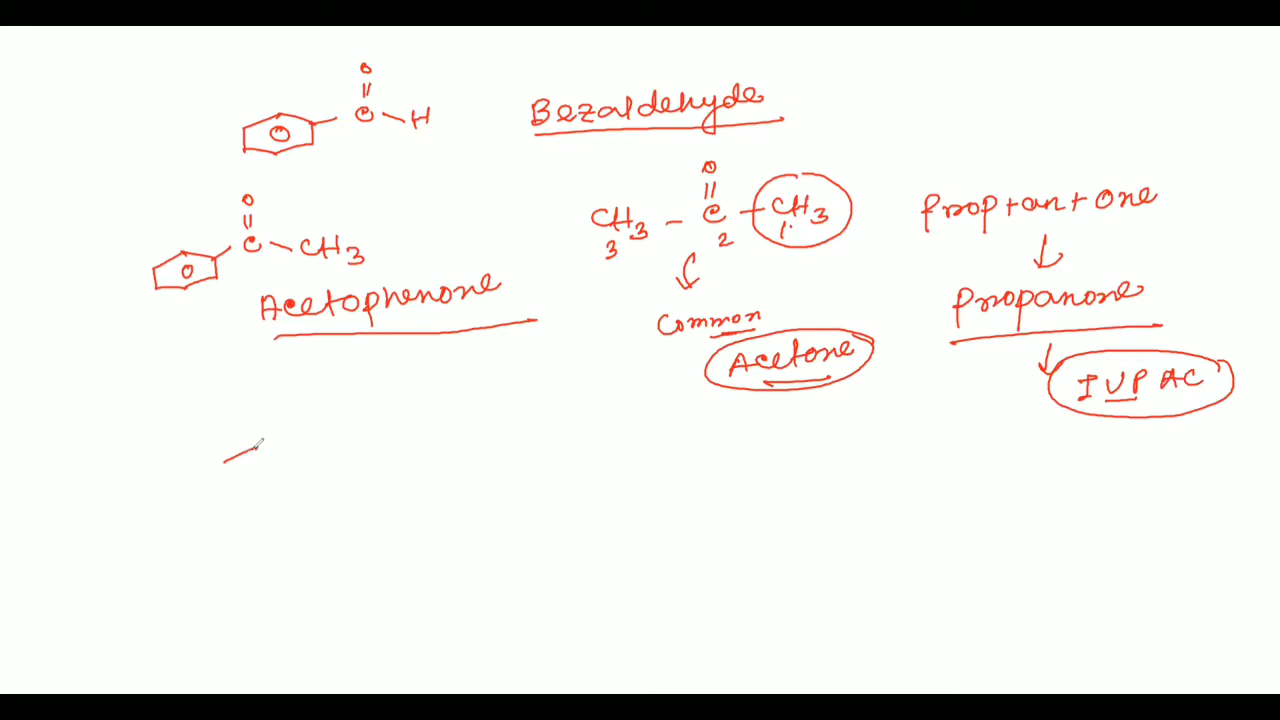 O
||
C - H
Bezaldehyde
O
||
C - CH3
Acetophenone
O
||
CH3 - C - CH3
3 2 1.
Common
Acetone
Prop+an+one
Propanone
IUPAC